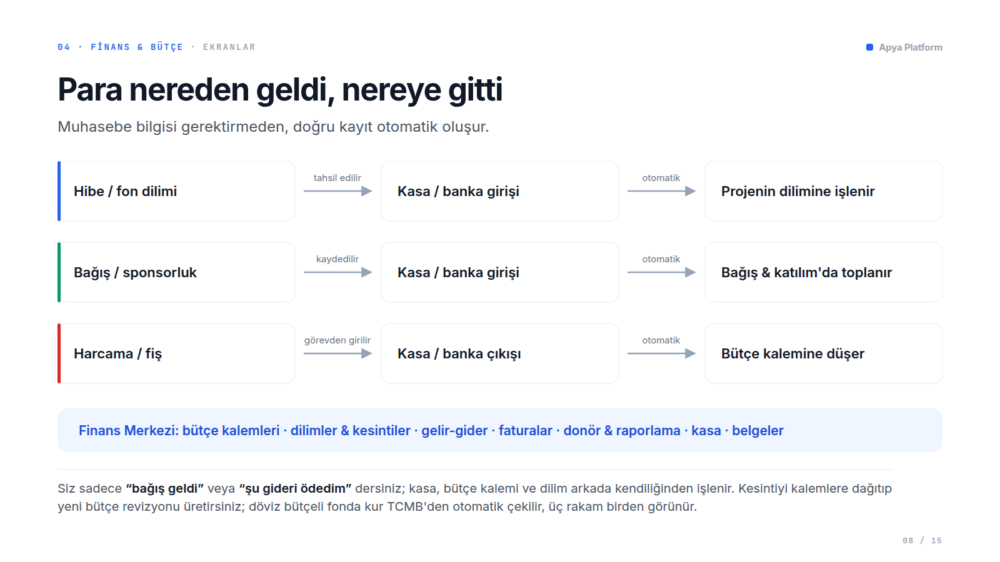 04 · FİNANS & BÜTÇE · EKRANLAR
Apya Platform
Para nereden geldi, nereye gitti
Muhasebe bilgisi gerektirmeden, doğru kayıt otomatik oluşur.
Hibe / fon dilimi
tahsil edilir
Kasa / banka girişi
otomatik
Projenin dilimine işlenir
Bağış / sponsorluk
kaydedilir
Kasa / banka girişi
otomatik
Bağış & katılım'da toplanır
Harcama / fiş
görevden girilir
Kasa / banka çıkışı
otomatik
Bütçe kalemine düşer
Finans Merkezi: bütçe kalemleri · dilimler & kesintiler · gelir-gider · faturalar · donör & raporlama · kasa · belgeler
Siz sadece “bağış geldi” veya “şu gideri ödedim” dersiniz; kasa, bütçe kalemi ve dilim arkada kendiliğinden işlenir. Kesintiyi kalemlere dağıtıp
yeni bütçe revizyonu üretirsiniz; döviz bütçeli fonda kur TCMB'den otomatik çekilir, üç rakam birden görünür.
08 / 15